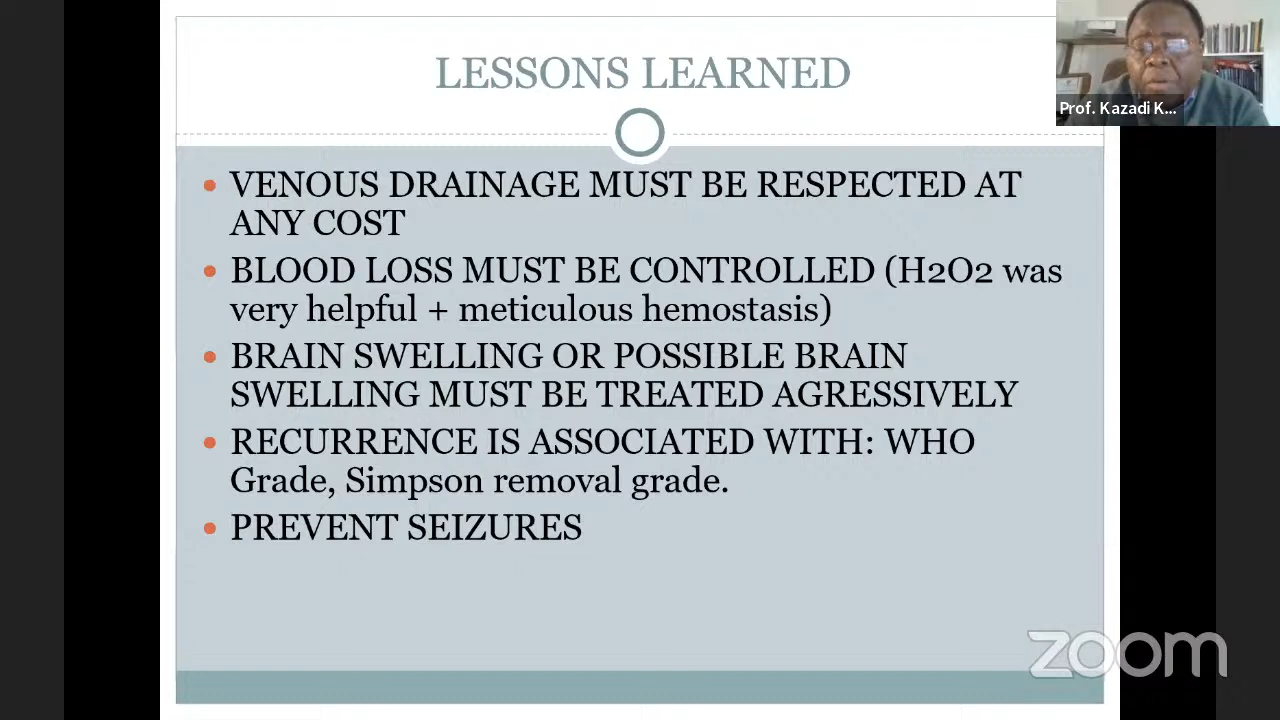 LESSONS LEARNED
Prof. Kazadi K...
• VENOUS DRAINAGE MUST BE RESPECTED AT
ANY COST
• BLOOD LOSS MUST BE CONTROLLED (H2O2 was
very helpful + meticulous hemostasis)
• BRAIN SWELLING OR POSSIBLE BRAIN
SWELLING MUST BE TREATED AGRESSIVELY
• RECURRENCE IS ASSOCIATED WITH: WHO
Grade, Simpson removal grade.
• PREVENT SEIZURES
zoom